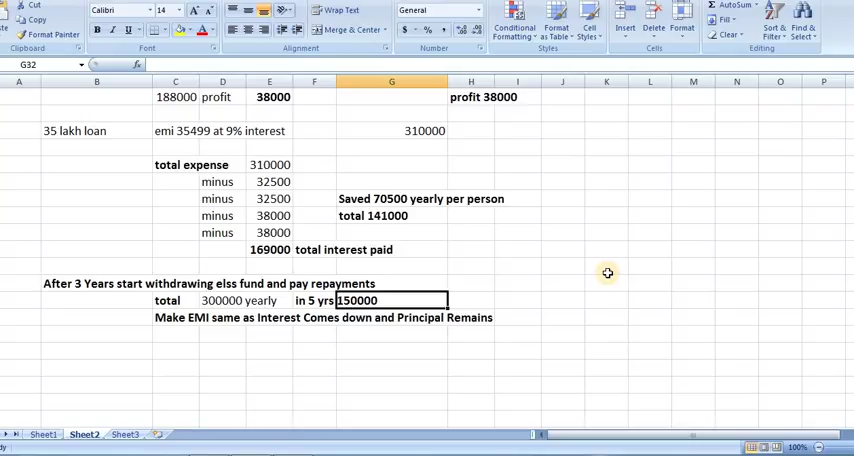 Cut
Calibri 14 A A Wrap Text General AutoSum
Copy Fill
Format Painter B I U A Merge & Center $ % , Conditional Formatting Format as Table Cell Styles Insert Delete Format Clear Sort & Filter Find & Select
Clipboard Font Alignment Number Styles Cells Editing
G32 fx
A B C D E F G H I J K L M N O P
188000 profit 38000 profit 38000
35 lakh loan emi 35499 at 9% interest 310000
total expense 310000
minus 32500
minus 32500 Saved 70500 yearly per person
minus 38000 total 141000
minus 38000
169000 total interest paid
After 3 Years start withdrawing elss fund and pay repayments
total 300000 yearly in 5 yrs 150000
Make EMI same as Interest Comes down and Principal Remains
Sheet1 Sheet2 Sheet3
100%